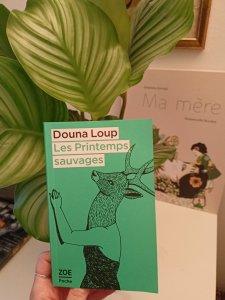 Douna Loup
Les Printemps
sauvages
ZOE
Poche
Ma mère